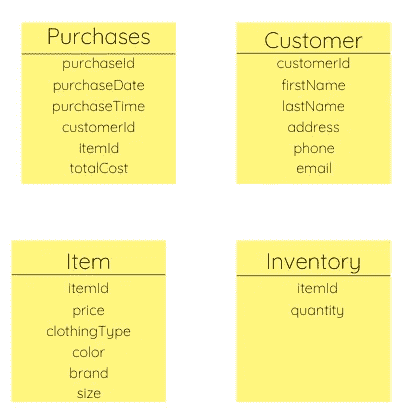 Purchases
purchaseId
purchaseDate
purchaseTime
customerId
itemId
totalCost
Customer
customerId
firstName
lastName
address
phone
email
Item
itemId
price
clothingType
color
brand
size
Inventory
itemId
quantity